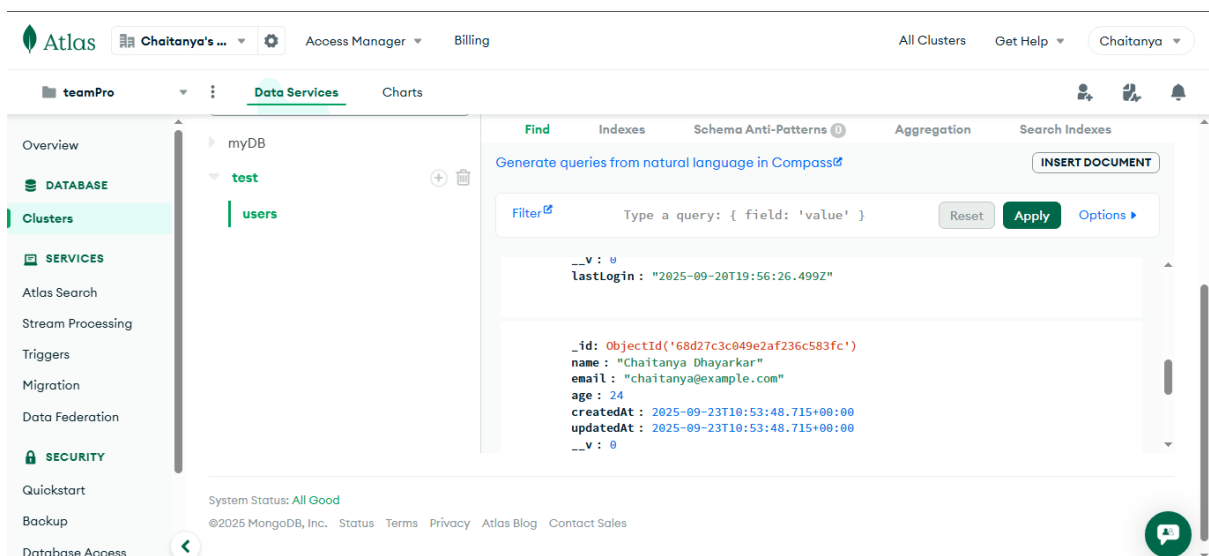 Atlas
Chaitanya's ...
Access Manager
Billing
All Clusters
Get Help
Chaitanya
teamPro
Data Services
Charts
Overview
DATABASE
Clusters
SERVICES
Atlas Search
Stream Processing
Triggers
Migration
Data Federation
SECURITY
Quickstart
Backup
Database Access
myDB
test
users
Find
Indexes
Schema Anti-Patterns 0
Aggregation
Search Indexes
Generate queries from natural language in Compass
INSERT DOCUMENT
Filter
Type a query: { field: 'value' }
Reset
Apply
Options
__v : 0
lastLogin : "2025-09-20T19:56:26.499Z"
_id: ObjectId('68d27c3c049e2af236c583fc')
name : "Chaitanya Dhayarkar"
email : "chaitanya@example.com"
age : 24
createdAt : 2025-09-23T10:53:48.715+00:00
updatedAt : 2025-09-23T10:53:48.715+00:00
__v : 0
System Status: All Good
©2025 MongoDB, Inc. Status Terms Privacy Atlas Blog Contact Sales